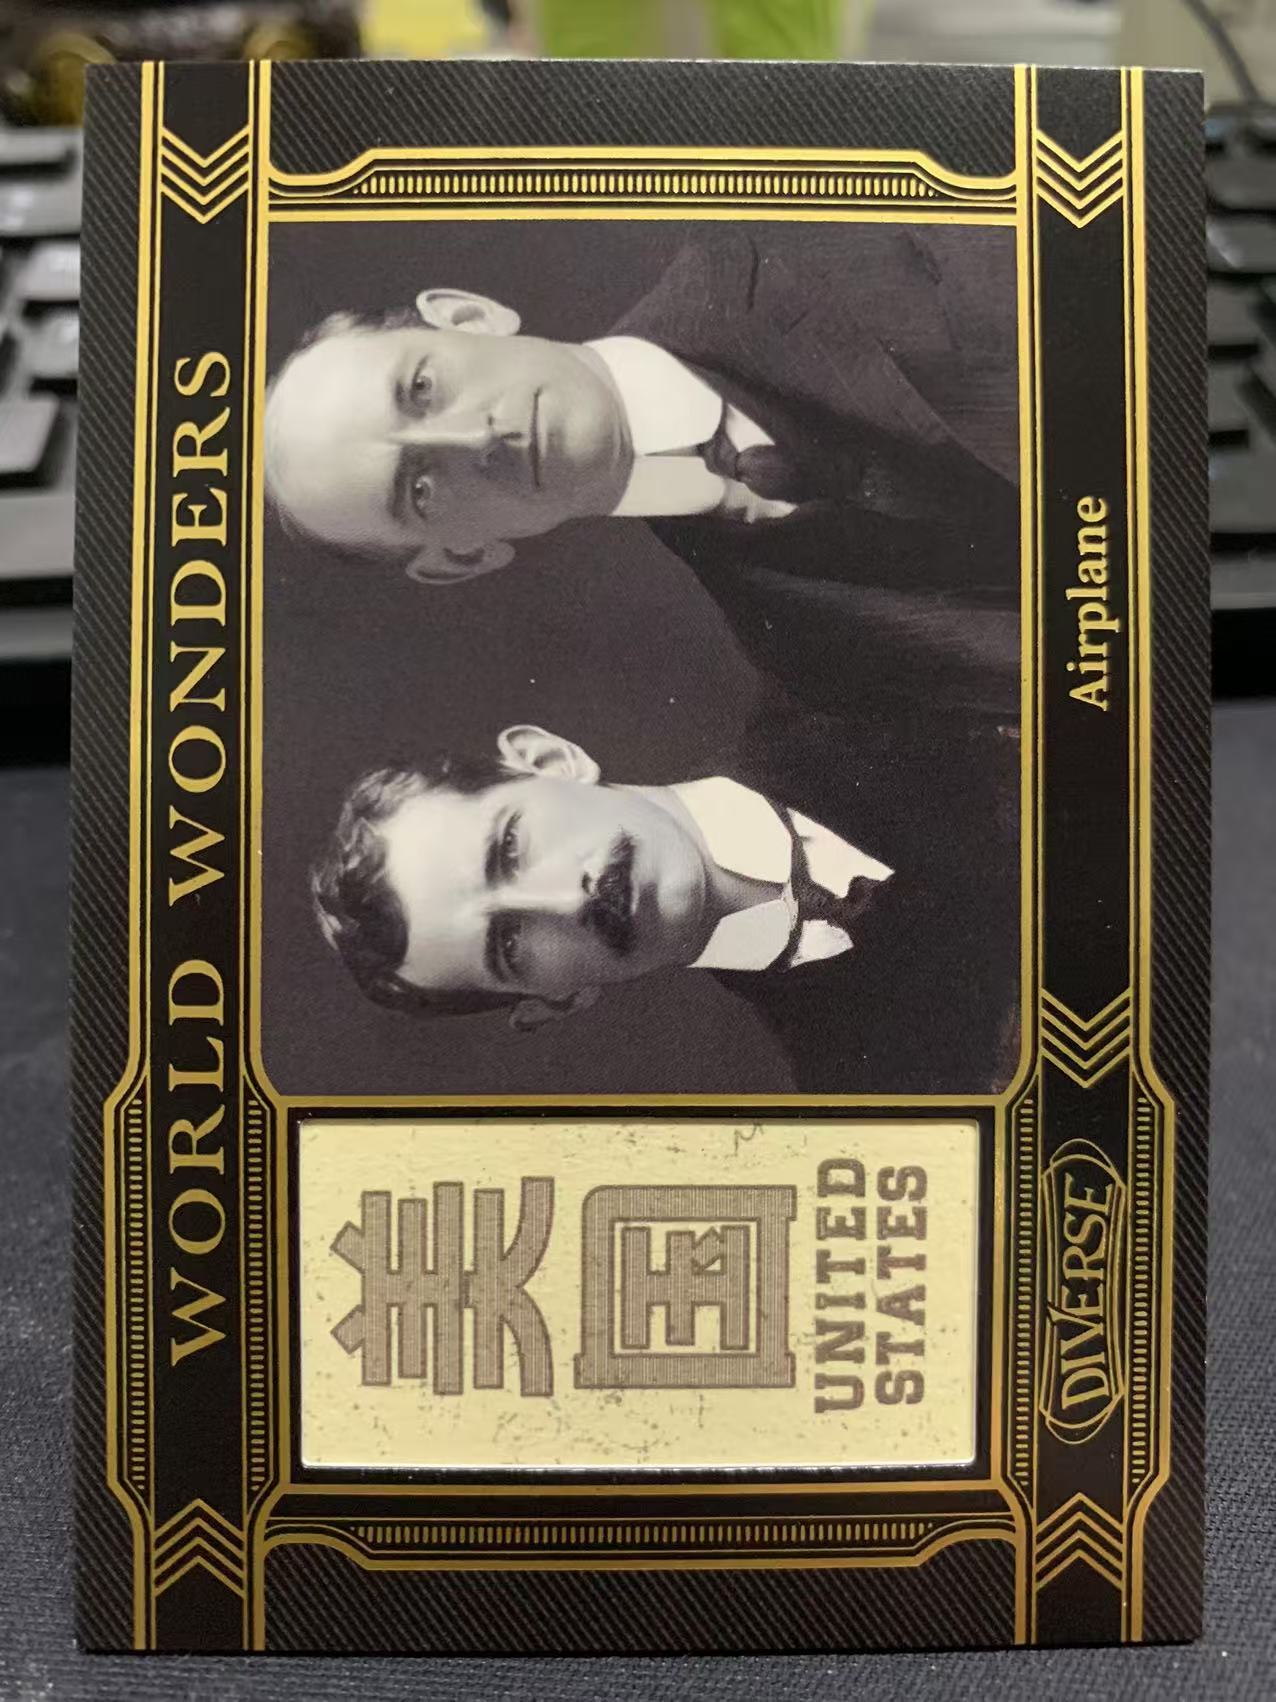 WORLD WONDERS
美
国
UNITED
STATES
DIVERSE
Airplane